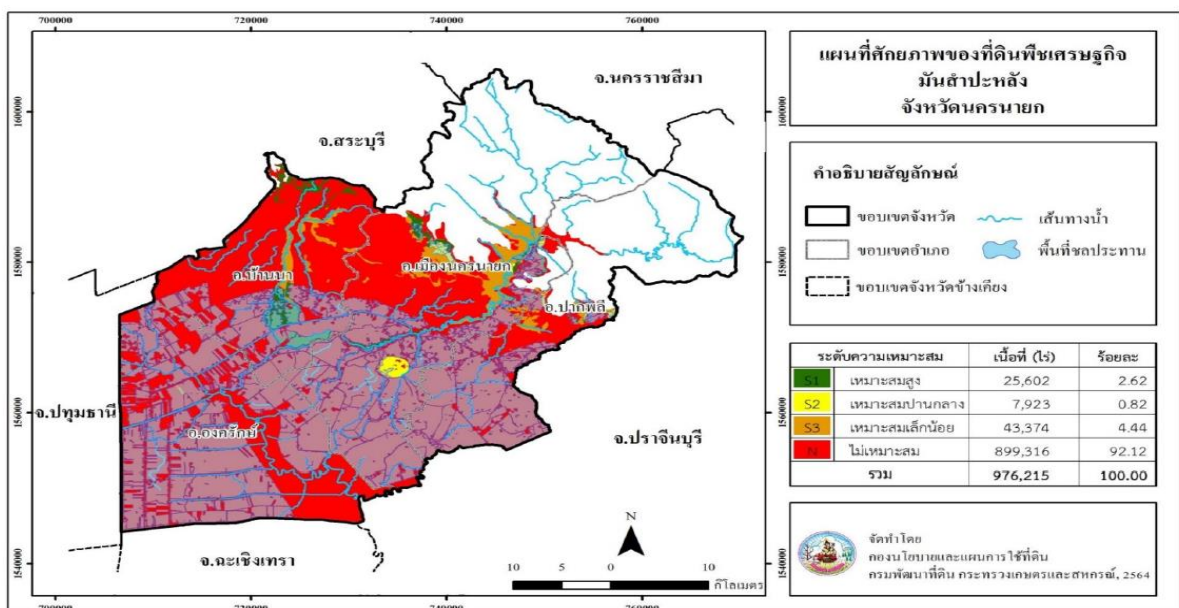 700000
720000
740000
760000
1600000
1580000
1560000
1540000
1600000
1580000
1560000
1540000
จ.นครราชสีมา
จ.สระบุรี
อ.บ้านนา
อ.เมืองนครนายก
อ.ปากพลี
จ.ปทุมธานี
อ.องครักษ์
จ.ปราจีนบุรี
จ.ฉะเชิงเทรา
N
10 5 0 10
กิโลเมตร
700000
720000
740000
760000
แผนที่ศักยภาพของที่ดินพืชเศรษฐกิจ
มันสำปะหลัง
จังหวัดนครนายก
คำอธิบายสัญลักษณ์
ขอบเขตจังหวัด เส้นทางน้ำ
ขอบเขตอำเภอ พื้นที่ชลประทาน
ขอบเขตจังหวัดข้างเคียง
ระดับความเหมาะสม เนื้อที่ (ไร่) ร้อยละ
S1 เหมาะสมสูง 25,602 2.62
S2 เหมาะสมปานกลาง 7,923 0.82
S3 เหมาะสมเล็กน้อย 43,374 4.44
N ไม่เหมาะสม 899,316 92.12
รวม 976,215 100.00
จัดทำโดย
กองนโยบายและแผนการใช้ที่ดิน
กรมพัฒนาที่ดิน กระทรวงเกษตรและสหกรณ์, 2564